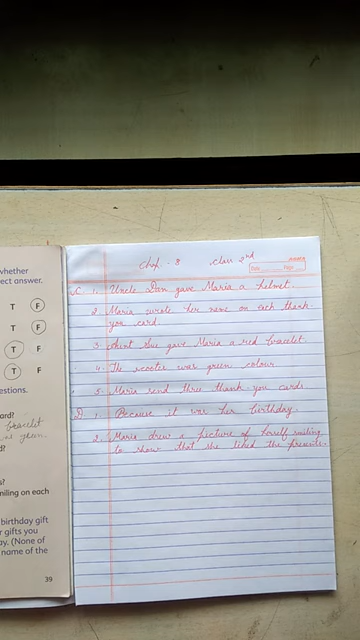 whether
ect answer.
T F
T F
T F
T F
estions.
ard?
bracelet
d?
s?
miling on each
birthday gift
r gifts you
ay. (None of
name of the
39
Chap. 8 Class 2nd
Date Page
C 1. Uncle Dan gave Maria a helmet.
2. Maria wrote her name on each thank-
you card.
3. Aunt Sue gave Maria a red bracelet.
4. The scooter was green colour.
5. Maria send three thank-you cards
D 1. Because it was her birthday.
2. Maria drew a picture of herself smiling
to show that she liked the presents.